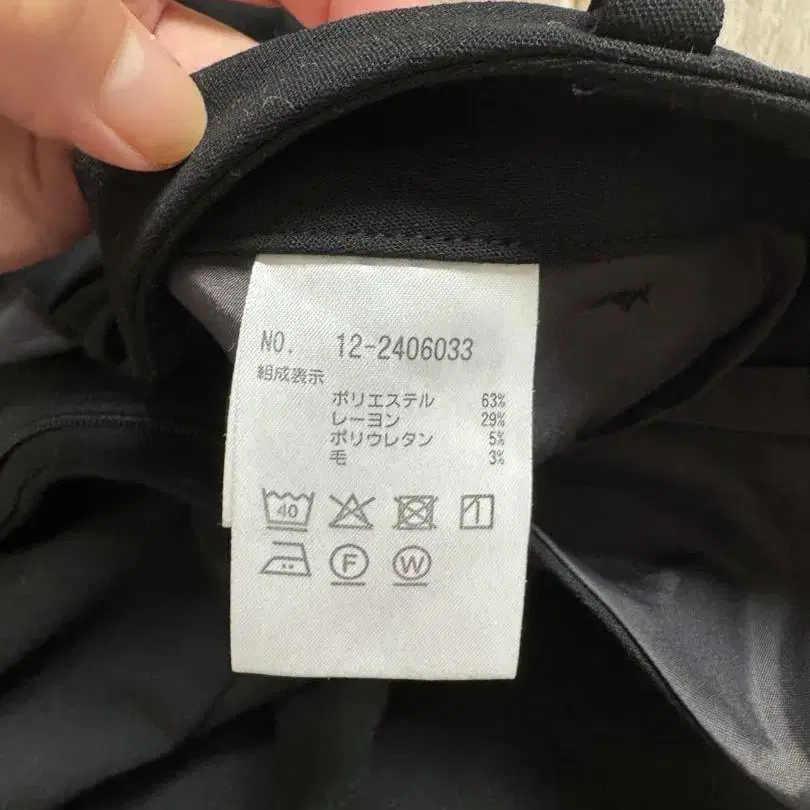 NO. 12-2406033
組成表示
ポリエステル 63%
レーヨン 29%
ポリウレタン 5%
毛 3%
40
F W